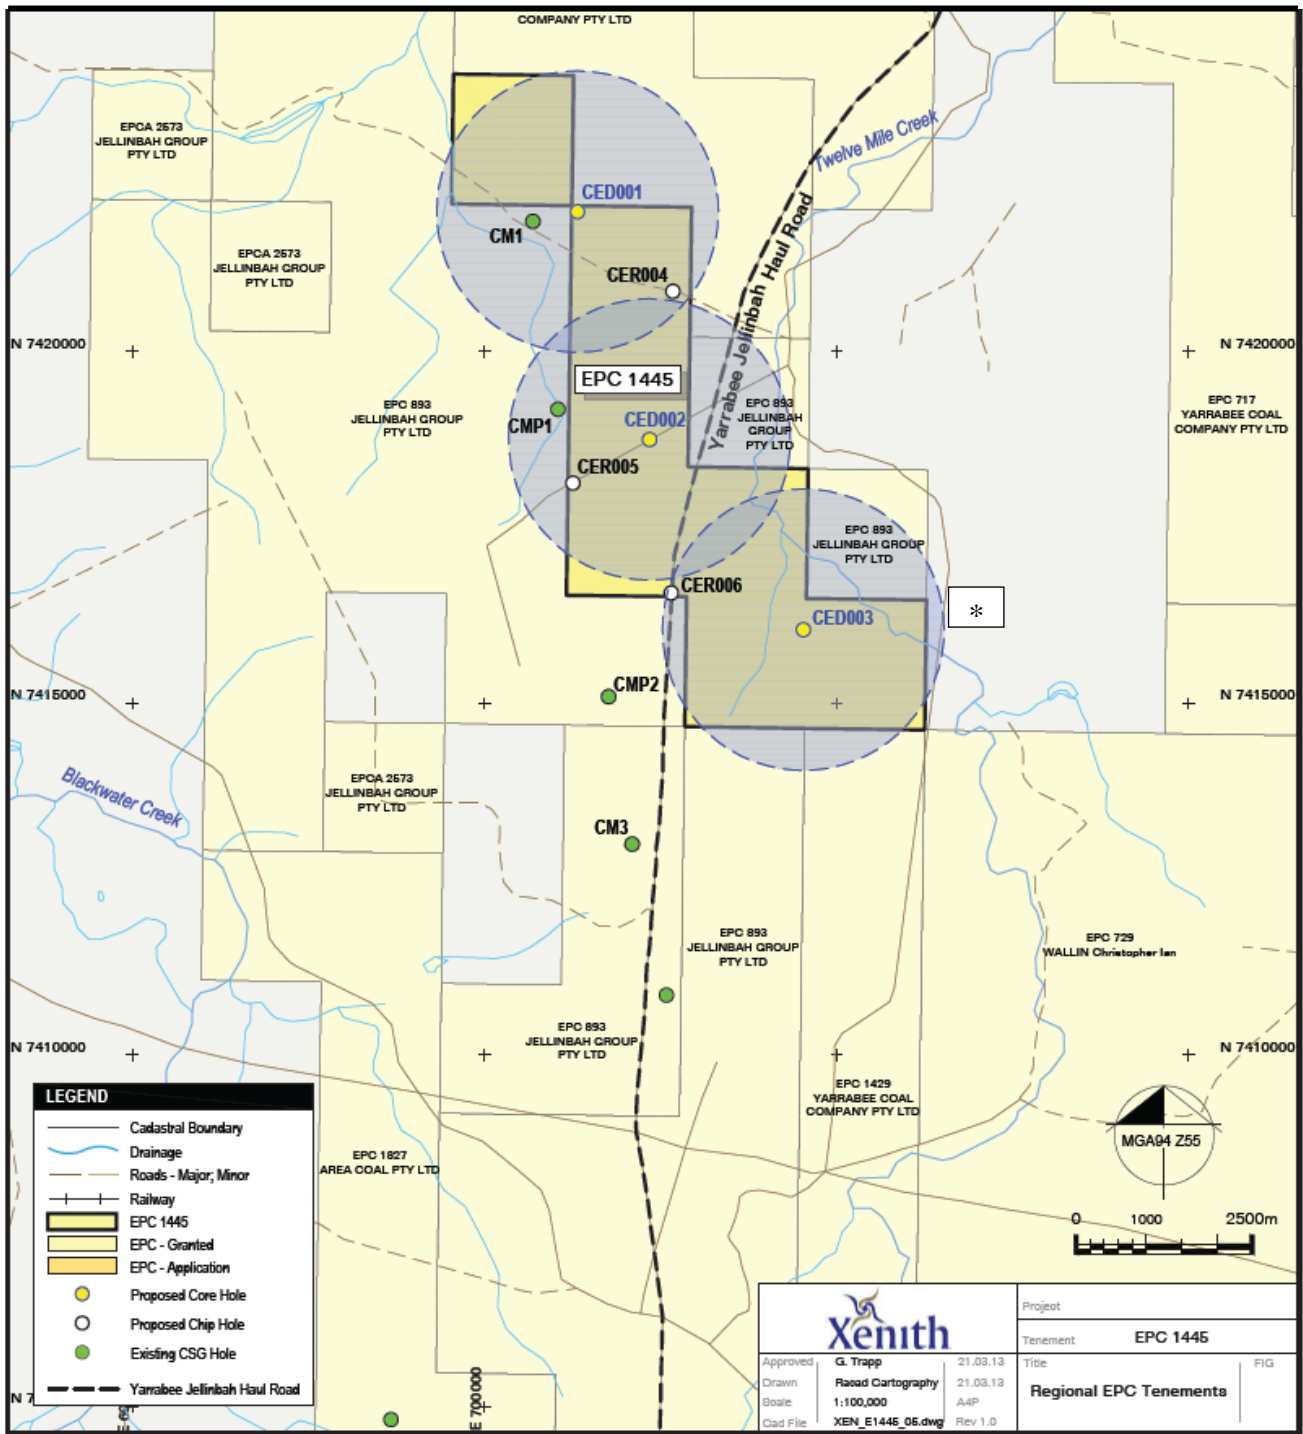 COMPANY PTY LTD
EPCA 2573
JELLINBAH GROUP
PTY LTD
Twelve Mile Creek
CED001
CM1
EPCA 2573
JELLINBAH GROUP
PTY LTD
CER004
Yarrabee Jellinbah Haul Road
N 7420000
N 7420000
EPC 1445
EPC 893
JELLINBAH GROUP
PTY LTD
CMP1
CED002
EPC 893
JELLINBAH
GROUP
PTY LTD
EPC 717
YARRABEE COAL
COMPANY PTY LTD
CER005
EPC 893
JELLINBAH GROUP
PTY LTD
CER006
CED003
*
CMP2
N 7415000
N 7415000
Blackwater Creek
EPCA 2573
JELLINBAH GROUP
PTY LTD
CM3
EPC 893
JELLINBAH GROUP
PTY LTD
EPC 729
WALLIN Christopher Ian
N 7410000
EPC 893
JELLINBAH GROUP
PTY LTD
N 7410000
EPC 1429
YARRABEE COAL
COMPANY PTY LTD
EPC 1827
AREA COAL PTY LTD
MGA94 Z55
0 1000 2500m
LEGEND
Cadastral Boundary
Drainage
Roads - Major; Minor
Railway
EPC 1445
EPC - Granted
EPC - Application
Proposed Core Hole
Proposed Chip Hole
Existing CSG Hole
Yarrabee Jellinbah Haul Road
E 700000
Xenith
Approved G. Trapp 21.03.13
Drawn Raead Cartography 21.03.13
Scale 1:100,000 A4P
Cad File XEN_E1445_05.dwg Rev 1.0
Project
Tenement EPC 1445
Title FIG
Regional EPC Tenements